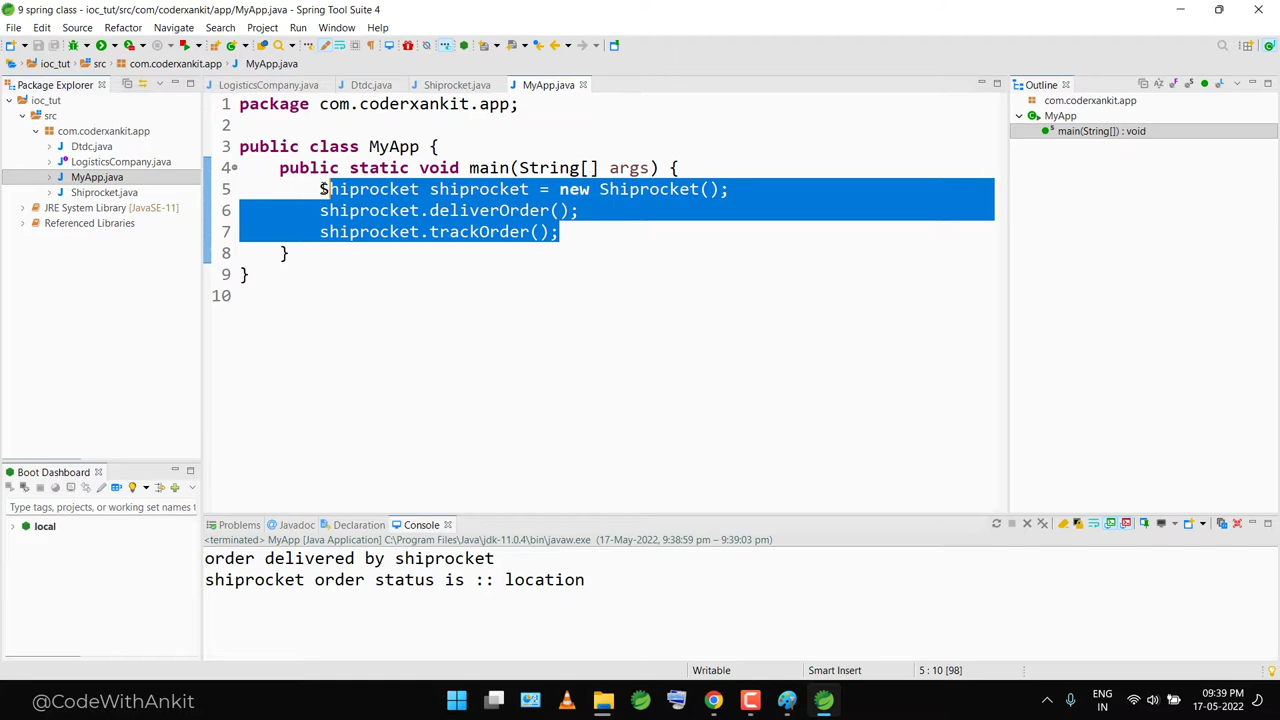 9 spring class - ioc_tut/src/com/coderxankit/app/MyApp.java - Spring Tool Suite 4
File Edit Source Refactor Navigate Search Project Run Window Help
ioc_tut src com.coderxankit.app MyApp.java
Package Explorer
ioc_tut
src
com.coderxankit.app
Dtdc.java
LogisticsCompany.java
MyApp.java
Shiprocket.java
JRE System Library [JavaSE-11]
Referenced Libraries
LogisticsCompany.java Dtdc.java Shiprocket.java MyApp.java
1 package com.coderxankit.app;
2
3 public class MyApp {
4 public static void main(String[] args) {
5 Shiprocket shiprocket = new Shiprocket();
6 shiprocket.deliverOrder();
7 shiprocket.trackOrder();
8 }
9 }
10
Outline
com.coderxankit.app
MyApp
main(String[]) : void
Boot Dashboard
Type tags, projects, or working set names t
local
Problems Javadoc Declaration Console
<terminated> MyApp [Java Application] C:\Program Files\Java\jdk-11.0.4\bin\javaw.exe (17-May-2022, 9:38:59 pm – 9:39:03 pm)
order delivered by shiprocket
shiprocket order status is :: location
Writable Smart Insert 5 : 10 [98]
@CodeWithAnkit
ENG
IN
09:39 PM
17-05-2022